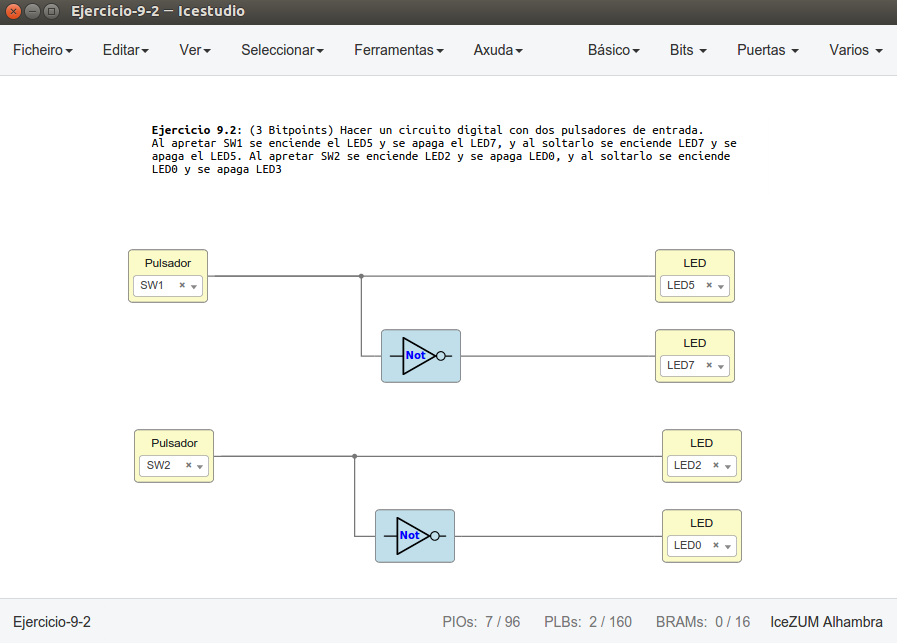 Ejercicio-9-2 — Icestudio
Ficheiro Editar Ver Seleccionar Ferramentas Axuda Básico Bits Puertas Varios
Ejercicio 9.2: (3 Bitpoints) Hacer un circuito digital con dos pulsadores de entrada.
Al apretar SW1 se enciende el LED5 y se apaga el LED7, y al soltarlo se enciende LED7 y se
apaga el LED5. Al apretar SW2 se enciende LED2 y se apaga LED0, y al soltarlo se enciende
LED0 y se apaga LED3
Pulsador LED
SW1 LED5
LED
Not LED7
Pulsador LED
SW2 LED2
LED
Not LED0
Ejercicio-9-2 PIOs: 7 / 96 PLBs: 2 / 160 BRAMs: 0 / 16 IceZUM Alhambra